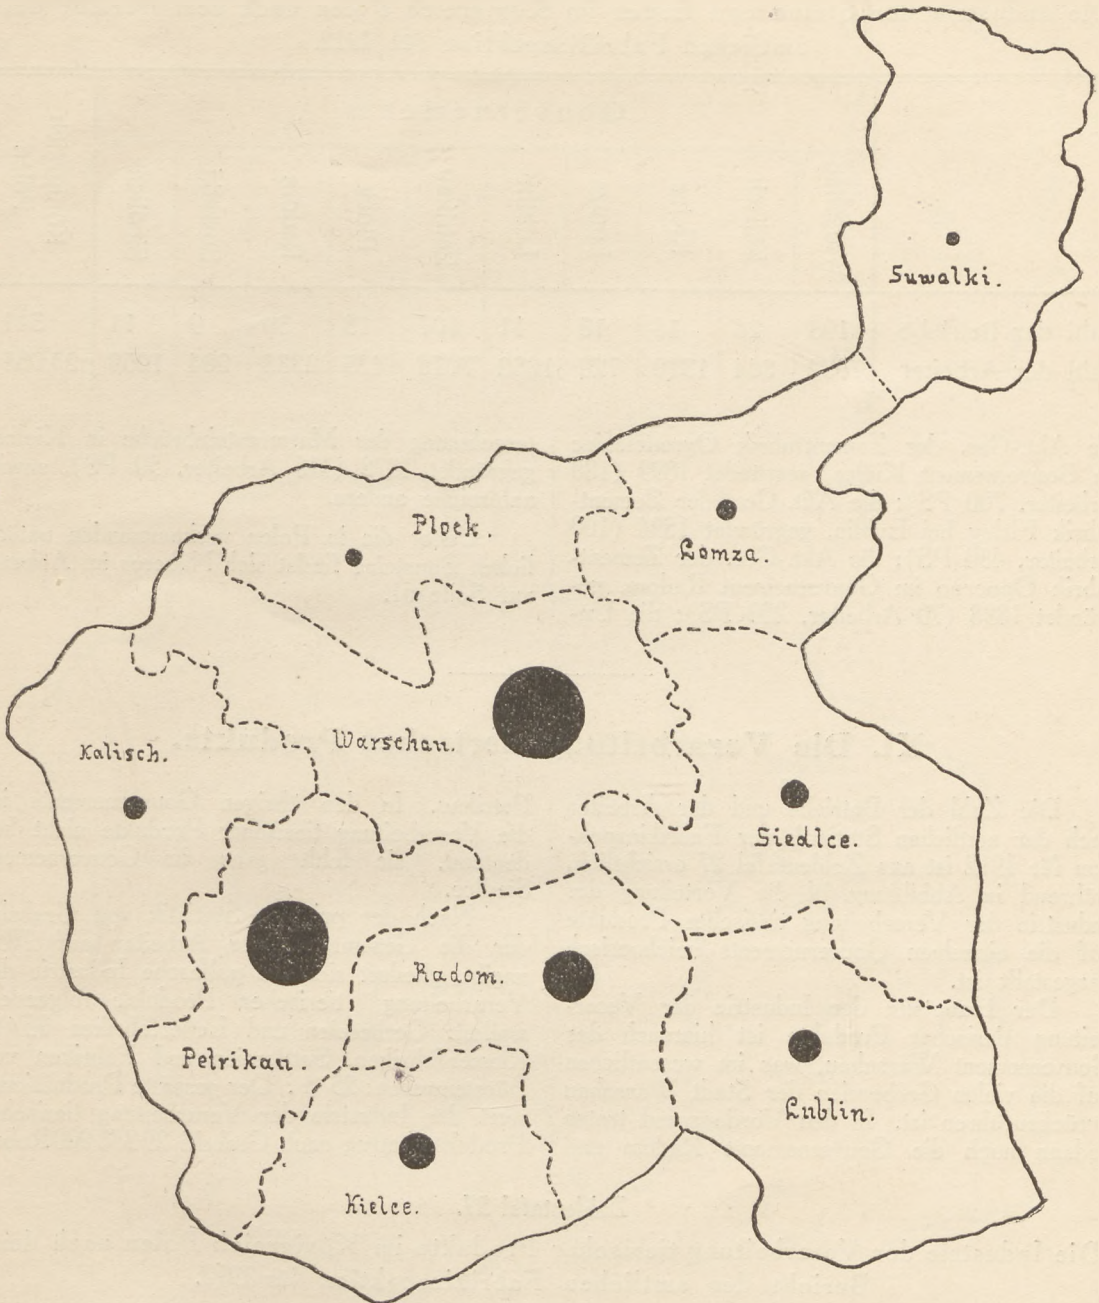 Suwalki.
Plock.
Lomza.
Warschau.
Kalisch.
Siedlce.
Radom.
Petrikau.
Lublin.
Kielce.